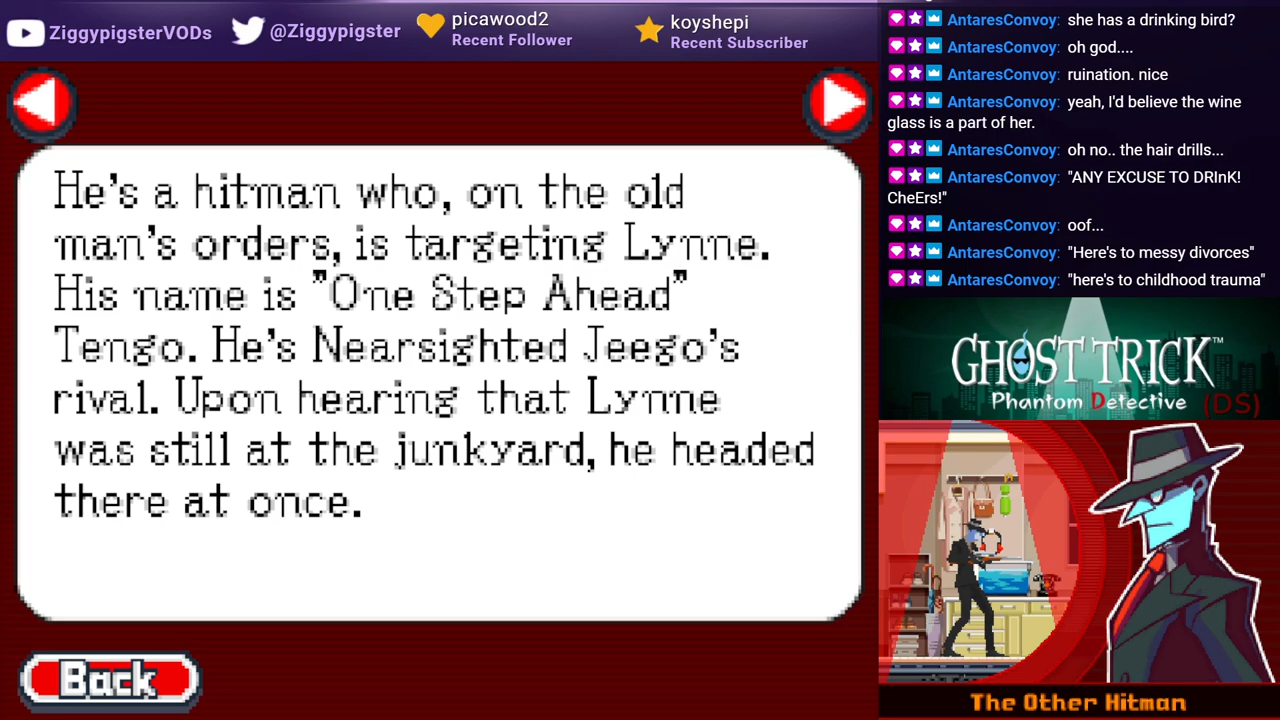 ZiggypigsterVODs
@Ziggypigster
picawood2
Recent Follower
koyshepi
Recent Subscriber
He's a hitman who, on the old
man's orders, is targeting Lynne.
His name is "One Step Ahead"
Tengo. He's Nearsighted Jeego's
rival. Upon hearing that Lynne
was still at the junkyard, he headed
there at once.
Back
AntaresConvoy: she has a drinking bird?
AntaresConvoy: oh god....
AntaresConvoy: ruination. nice
AntaresConvoy: yeah, I'd believe the wine
glass is a part of her.
AntaresConvoy: oh no.. the hair drills...
AntaresConvoy: "ANY EXCUSE TO DRInK!
CheErs!"
AntaresConvoy: oof...
AntaresConvoy: "Here's to messy divorces"
AntaresConvoy: "here's to childhood trauma"
GHOST TRICK™
Phantom Detective (DS)
The Other Hitman